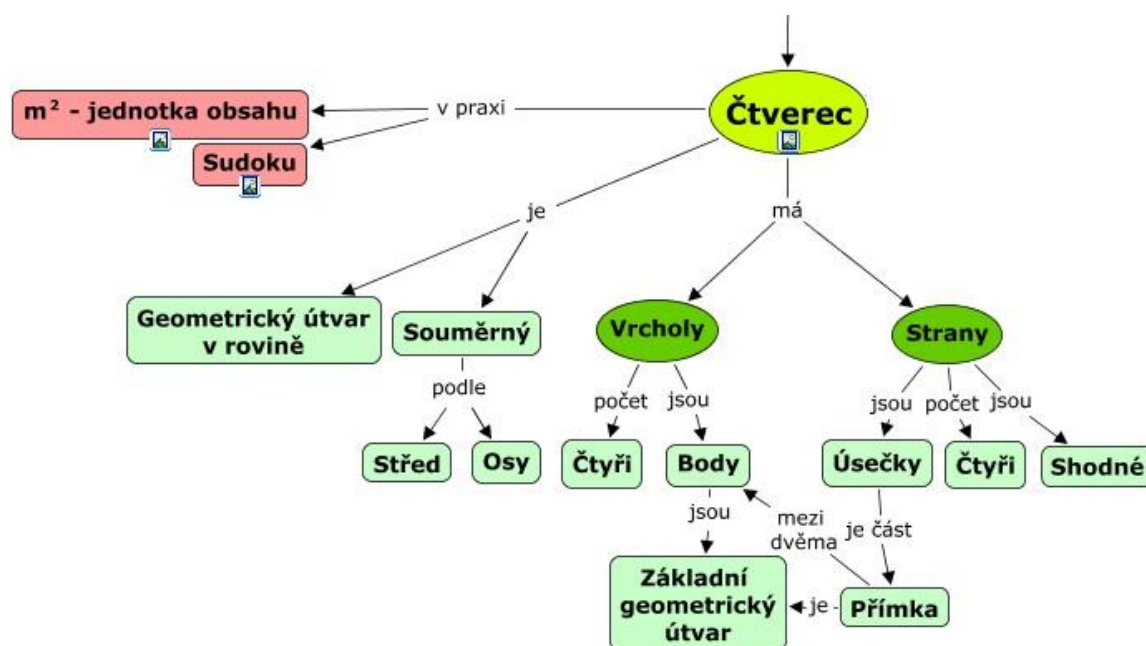 Čtverec
v praxi
m² - jednotka obsahu
Sudoku
je
má
Geometrický útvar
v rovině
Souměrný
Vrcholy
Strany
podle
počet
jsou
jsou
počet
jsou
Střed
Osy
Čtyři
Body
Úsečky
Čtyři
Shodné
jsou
mezi
dvěma
je část
Základní
geometrický
útvar
je
Přímka